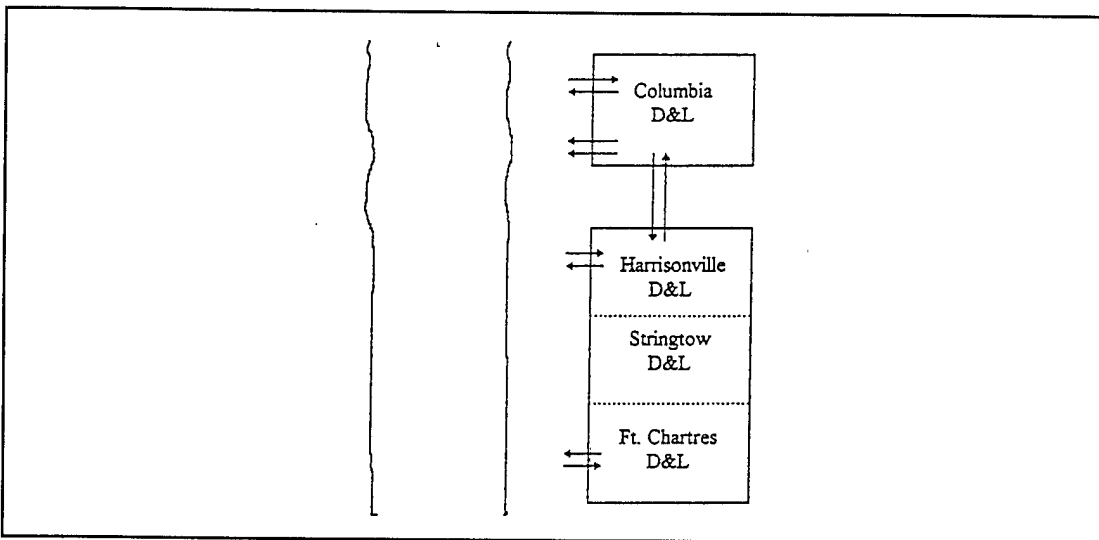 Columbia
D&L
Harrisonville
D&L
Stringtow
D&L
Ft. Chartres
D&L